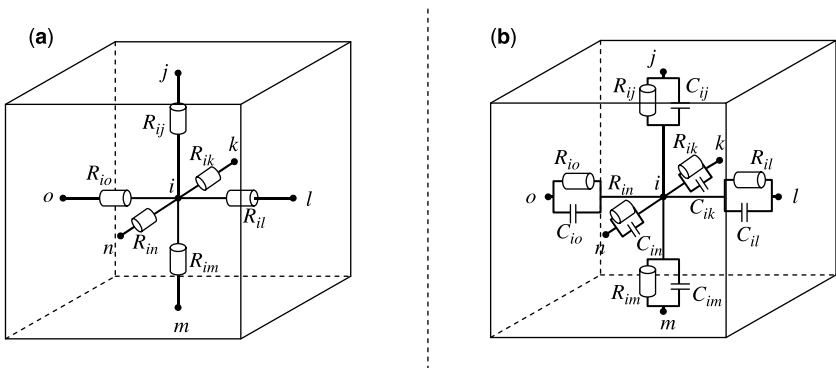 (a)
j
R_ij
R_ik
k
R_io
i
o
l
R_il
R_in
n
R_im
m
(b)
j
R_ij
C_ij
R_ik
k
R_io
R_in
i
R_il
o
l
C_ik
C_io
C_in
C_il
n
R_im
C_im
m